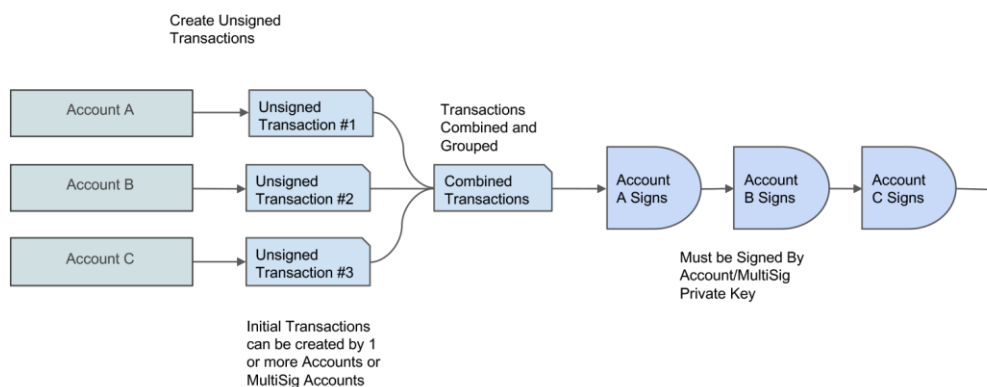 Create Unsigned
Transactions
Account A
Unsigned
Transaction #1
Transactions
Combined and
Grouped
Account B
Unsigned
Transaction #2
Combined
Transactions
Account
A Signs
Account
B Signs
Account
C Signs
Account C
Unsigned
Transaction #3
Must be Signed By
Account/MultiSig
Private Key
Initial Transactions
can be created by 1
or more Accounts or
MultiSig Accounts